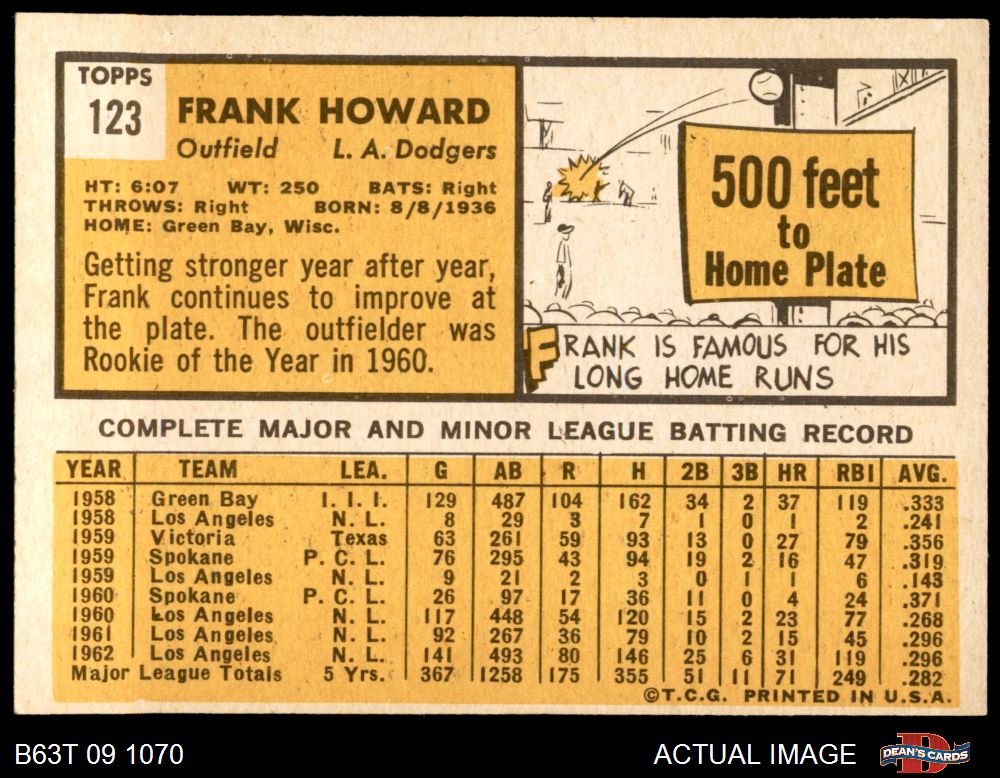 TOPPS
123
FRANK HOWARD
Outfield L. A. Dodgers
HT: 6:07 WT: 250 BATS: Right
THROWS: Right BORN: 8/8/1936
HOME: Green Bay, Wisc.
Getting stronger year after year,
Frank continues to improve at
the plate. The outfielder was
Rookie of the Year in 1960.
500 feet
to
Home Plate
FRANK IS FAMOUS FOR HIS
LONG HOME RUNS
COMPLETE MAJOR AND MINOR LEAGUE BATTING RECORD
YEAR TEAM LEA. G AB R H 2B 3B HR RBI AVG.
1958 Green Bay I. I. I. 129 487 104 162 34 2 37 119 .333
1958 Los Angeles N. L. 8 29 3 7 1 0 1 2 .241
1959 Victoria Texas 63 261 59 93 13 0 27 79 .356
1959 Spokane P. C. L. 76 295 43 94 19 2 16 47 .319
1959 Los Angeles N. L. 9 21 2 3 0 1 1 6 .143
1960 Spokane P. C. L. 26 97 17 36 11 0 4 24 .371
1960 Los Angeles N. L. 117 448 54 120 15 2 23 77 .268
1961 Los Angeles N. L. 92 267 36 79 10 2 15 45 .296
1962 Los Angeles N. L. 141 493 80 146 25 6 31 119 .296
Major League Totals 5 Yrs. 367 1258 175 355 51 11 71 249 .282
©T.C.G. PRINTED IN U.S.A.
B63T 09 1070 ACTUAL IMAGE DEAN'S CARDS